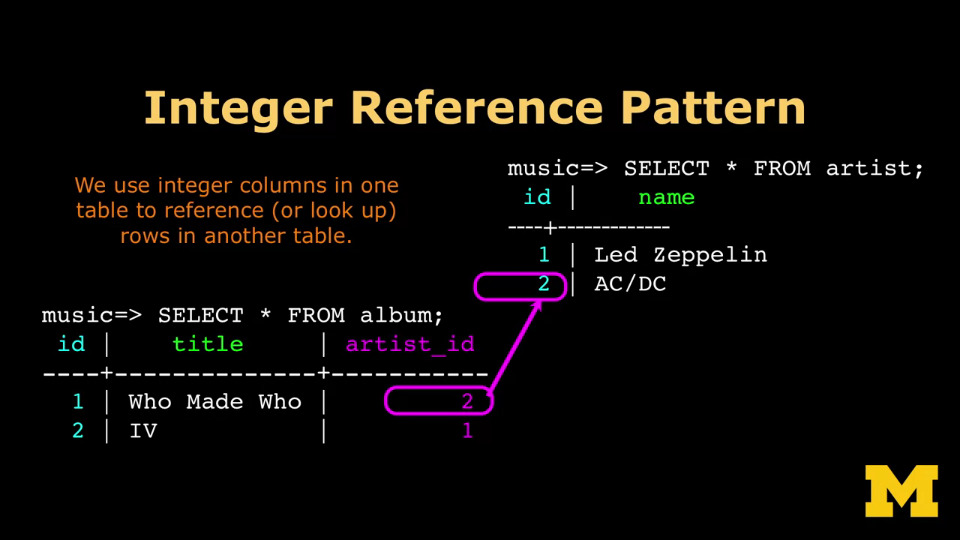 Integer Reference Pattern
We use integer columns in one
table to reference (or look up)
rows in another table.
music=> SELECT * FROM artist;
id | name
----+-------------
1 | Led Zeppelin
2 | AC/DC
music=> SELECT * FROM album;
id | title | artist_id
----+--------------+-----------
1 | Who Made Who | 2
2 | IV | 1
M